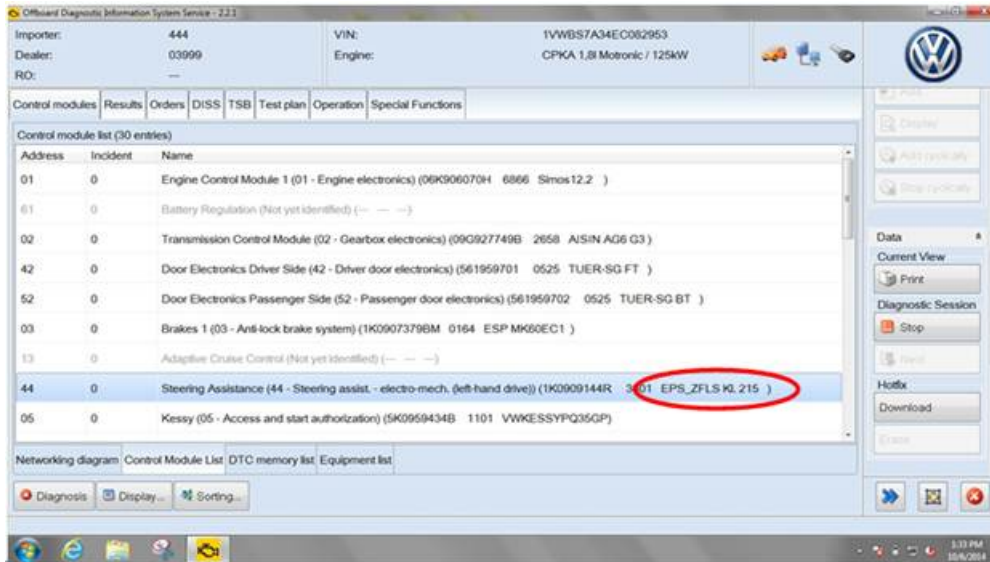 Offboard Diagnostic Information System Service - 2.2.1
Importer: 444 VIN: 1VWBS7A34EC082953
Dealer: 03999 Engine: CPKA 1,8l Motronic / 125kW
RO: ---
Control modules Results Orders DISS TSB Test plan Operation Special Functions
Control module list (30 entries)
Address Incident Name
01 0 Engine Control Module 1 (01 - Engine electronics) (06K906070H 6866 Simos12.2 )
61 0 Battery Regulation (Not yet identified) (--- --- ---)
02 0 Transmission Control Module (02 - Gearbox electronics) (09G927749B 2658 AISIN AG6 G3 )
42 0 Door Electronics Driver Side (42 - Driver door electronics) (561959701 0525 TUER-SG FT )
52 0 Door Electronics Passenger Side (52 - Passenger door electronics) (561959702 0525 TUER-SG BT )
03 0 Brakes 1 (03 - Anti-lock brake system) (1K0907379BM 0164 ESP MK60EC1 )
13 0 Adaptive Cruise Control (Not yet identified) (--- --- ---)
44 0 Steering Assistance (44 - Steering assist. - electro-mech. (left-hand drive)) (1K0909144R EPS_ZFLS Kl. 215 )
05 0 Kessy (05 - Access and start authorization) (5K0959434B 1101 VWKESSYPQ35GP)
Networking diagram Control Module List DTC memory list Equipment list
Diagnosis Display... Sorting...
Add...
Display
Add cyclically
Stop cyclically
Data
Current View
Print
Diagnostic Session
Stop
Hotfix
Download
1:33 PM
10/6/2014